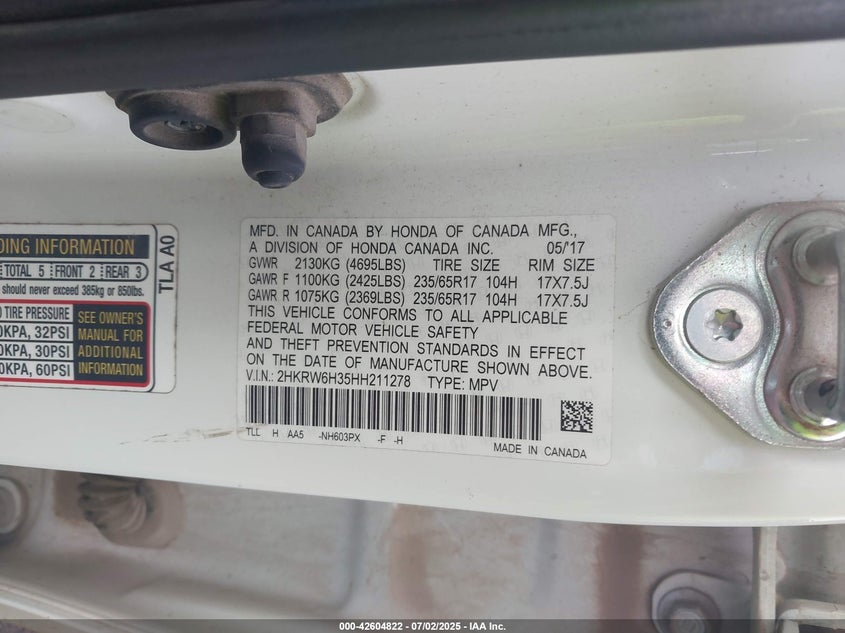 DING INFORMATION
TOTAL 5 FRONT 2 REAR 3
should never exceed 385kg or 850lbs.
TIRE PRESSURE
0KPA, 32PSI
0KPA, 30PSI
0KPA, 60PSI
SEE OWNER'S
MANUAL FOR
ADDITIONAL
INFORMATION
TLA A0
MFD. IN CANADA BY HONDA OF CANADA MFG.,
A DIVISION OF HONDA CANADA INC. 05/'17
GVWR 2130KG (4695LBS) TIRE SIZE RIM SIZE
GAWR F 1100KG (2425LBS) 235/65R17 104H 17X7.5J
GAWR R 1075KG (2369LBS) 235/65R17 104H 17X7.5J
THIS VEHICLE CONFORMS TO ALL APPLICABLE
FEDERAL MOTOR VEHICLE SAFETY
AND THEFT PREVENTION STANDARDS IN EFFECT
ON THE DATE OF MANUFACTURE SHOWN ABOVE.
V.I.N.: 2HKRW6H35HH211278 TYPE: MPV
TLL H AA5 -NH603PX -F -H
MADE IN CANADA
000-42604822 / 07/02/2025 - IAA Inc.